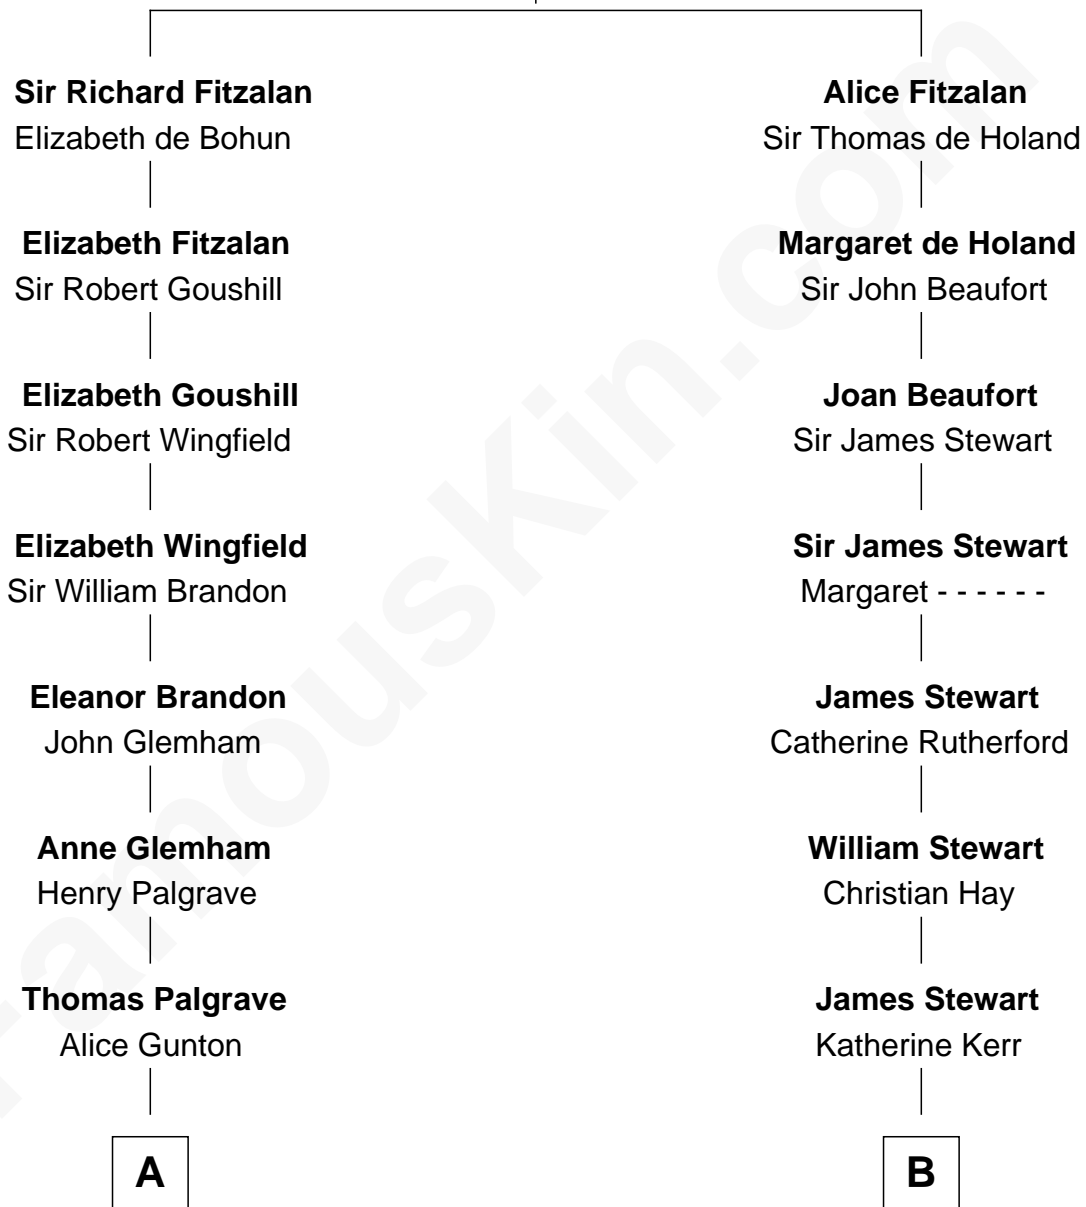 Sir Richard Fitzalan
Elizabeth de Bohun
Elizabeth Fitzalan
Sir Robert Goushill
Elizabeth Goushill
Sir Robert Wingfield
Elizabeth Wingfield
Sir William Brandon
Eleanor Brandon
John Glemham
Anne Glemham
Henry Palgrave
Thomas Palgrave
Alice Gunton
A
Alice Fitzalan
Sir Thomas de Holand
Margaret de Holand
Sir John Beaufort
Joan Beaufort
Sir James Stewart
Sir James Stewart
Margaret - - - - - -
James Stewart
Catherine Rutherford
William Stewart
Christian Hay
James Stewart
Katherine Kerr
B
FamousKin.com